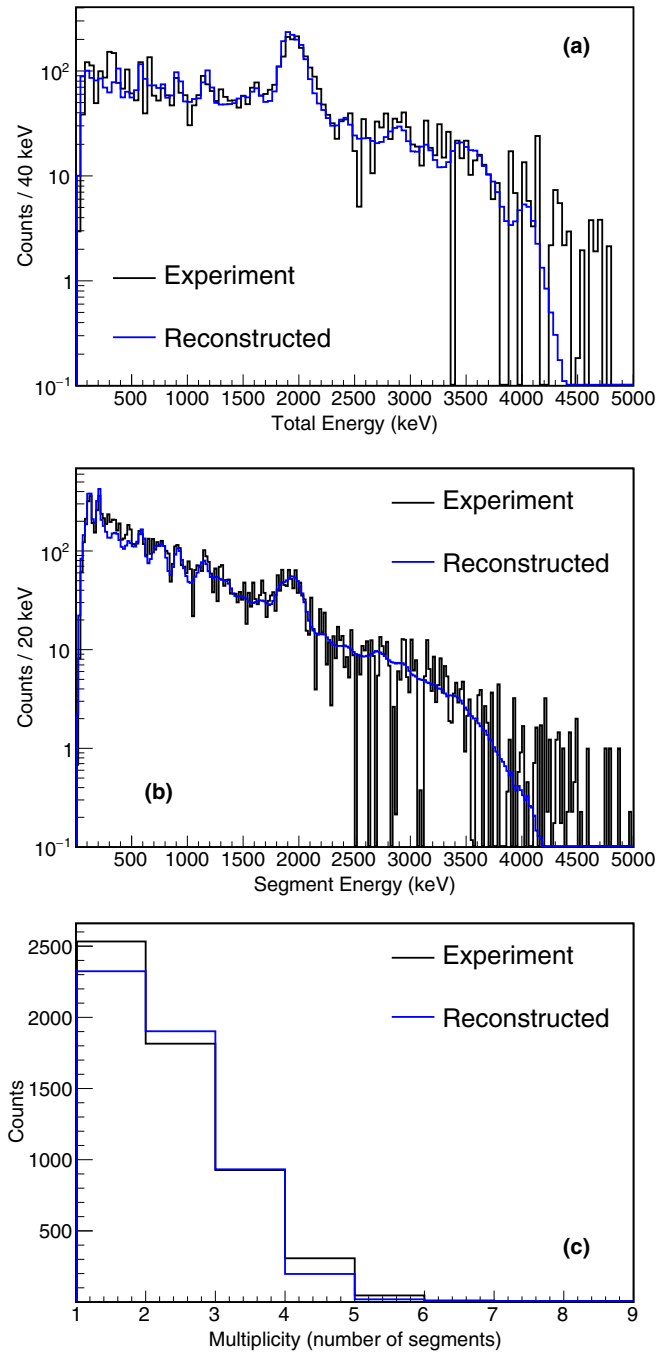 (a)
10²
10
1
10⁻¹
Counts / 40 keV
Experiment
Reconstructed
500 1000 1500 2000 2500 3000 3500 4000 4500 5000
Total Energy (keV)
Experiment
Reconstructed
10²
10
1
10⁻¹
Counts / 20 keV
(b)
500 1000 1500 2000 2500 3000 3500 4000 4500 5000
Segment Energy (keV)
Experiment
Reconstructed
2500
2000
1500
1000
500
Counts
(c)
1 2 3 4 5 6 7 8 9
Multiplicity (number of segments)